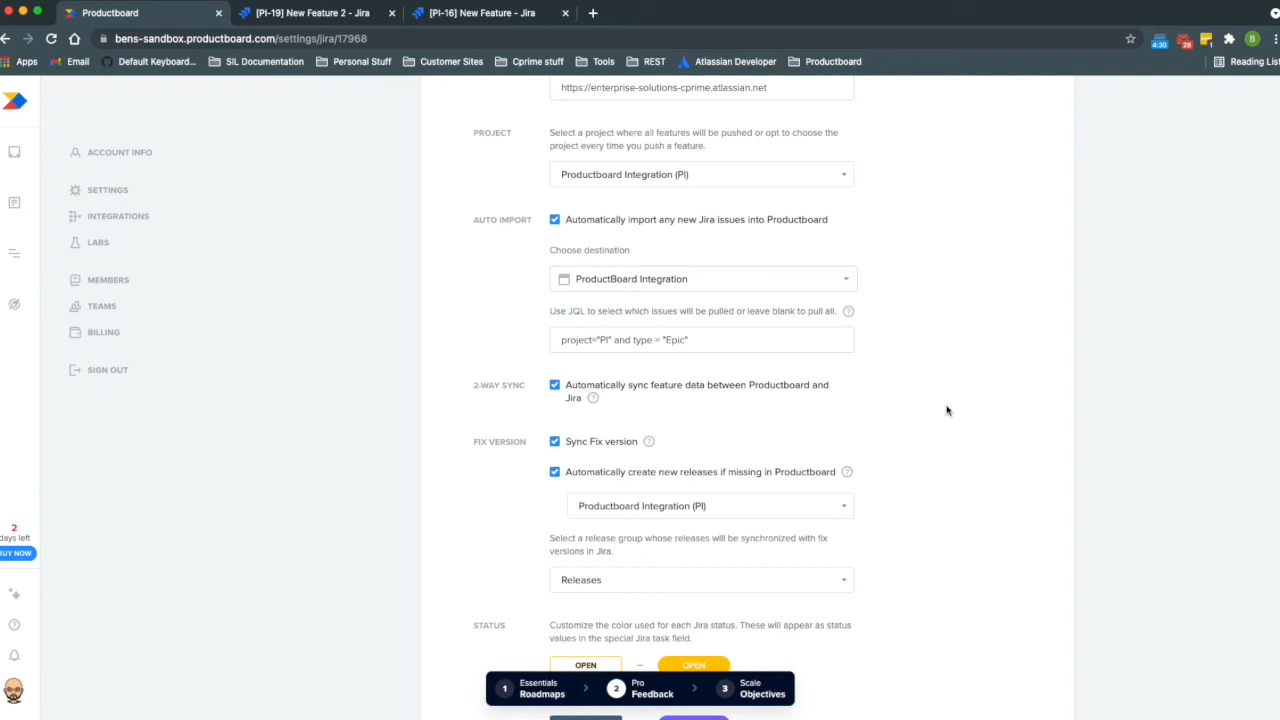 Productboard
[PI-19] New Feature 2 - Jira
[PI-16] New Feature - Jira
bens-sandbox.productboard.com/settings/jira/17968
4:30
28
1
B
Apps
Email
Default Keyboard...
SIL Documentation
Personal Stuff
Customer Sites
Cprime stuff
Tools
REST
Atlassian Developer
Productboard
Reading List
https://enterprise-solutions-cprime.atlassian.net
ACCOUNT INFO
SETTINGS
INTEGRATIONS
LABS
MEMBERS
TEAMS
BILLING
SIGN OUT
2
days left
BUY NOW
PROJECT
Select a project where all features will be pushed or opt to choose the
project every time you push a feature.
Productboard Integration (PI)
AUTO IMPORT
Automatically import any new Jira issues into Productboard
Choose destination
ProductBoard Integration
Use JQL to select which issues will be pulled or leave blank to pull all.
project="PI" and type = "Epic"
2-WAY SYNC
Automatically sync feature data between Productboard and
Jira
FIX VERSION
Sync Fix version
Automatically create new releases if missing in Productboard
Productboard Integration (PI)
Select a release group whose releases will be synchronized with fix
versions in Jira.
Releases
STATUS
Customize the color used for each Jira status. These will appear as status
values in the special Jira task field.
OPEN
OPEN
1 Essentials
Roadmaps
2 Pro
Feedback
3 Scale
Objectives